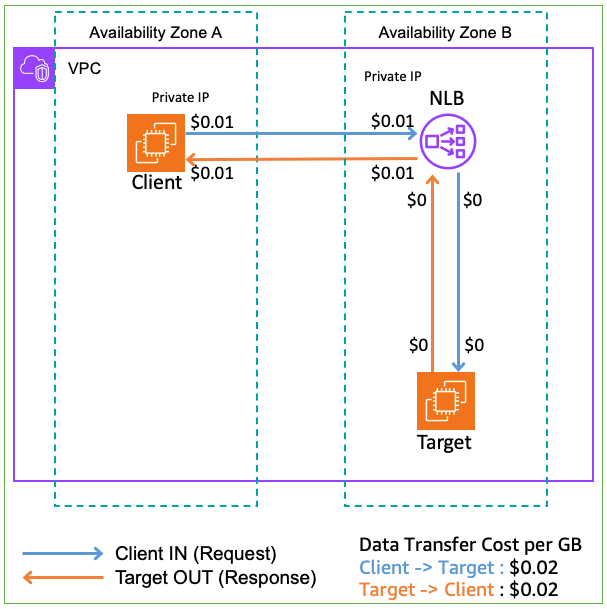 Availability Zone A
Availability Zone B
VPC
Private IP
Private IP
NLB
$0.01
$0.01
Client
$0.01
$0.01
$0
$0
$0
$0
Target
Client IN (Request)
Target OUT (Response)
Data Transfer Cost per GB
Client -> Target : $0.02
Target -> Client : $0.02